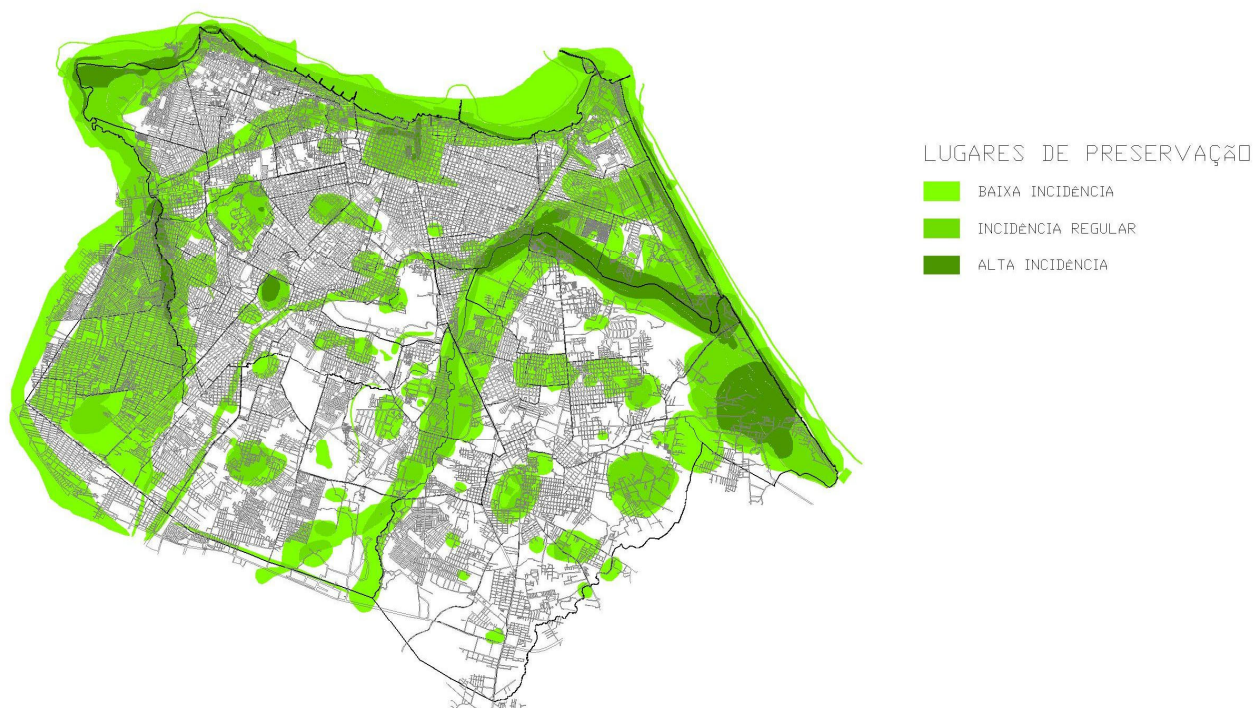 LUGARES DE PRESERVAÇÃO
BAIXA INCIDÊNCIA
INCIDÊNCIA REGULAR
ALTA INCIDÊNCIA